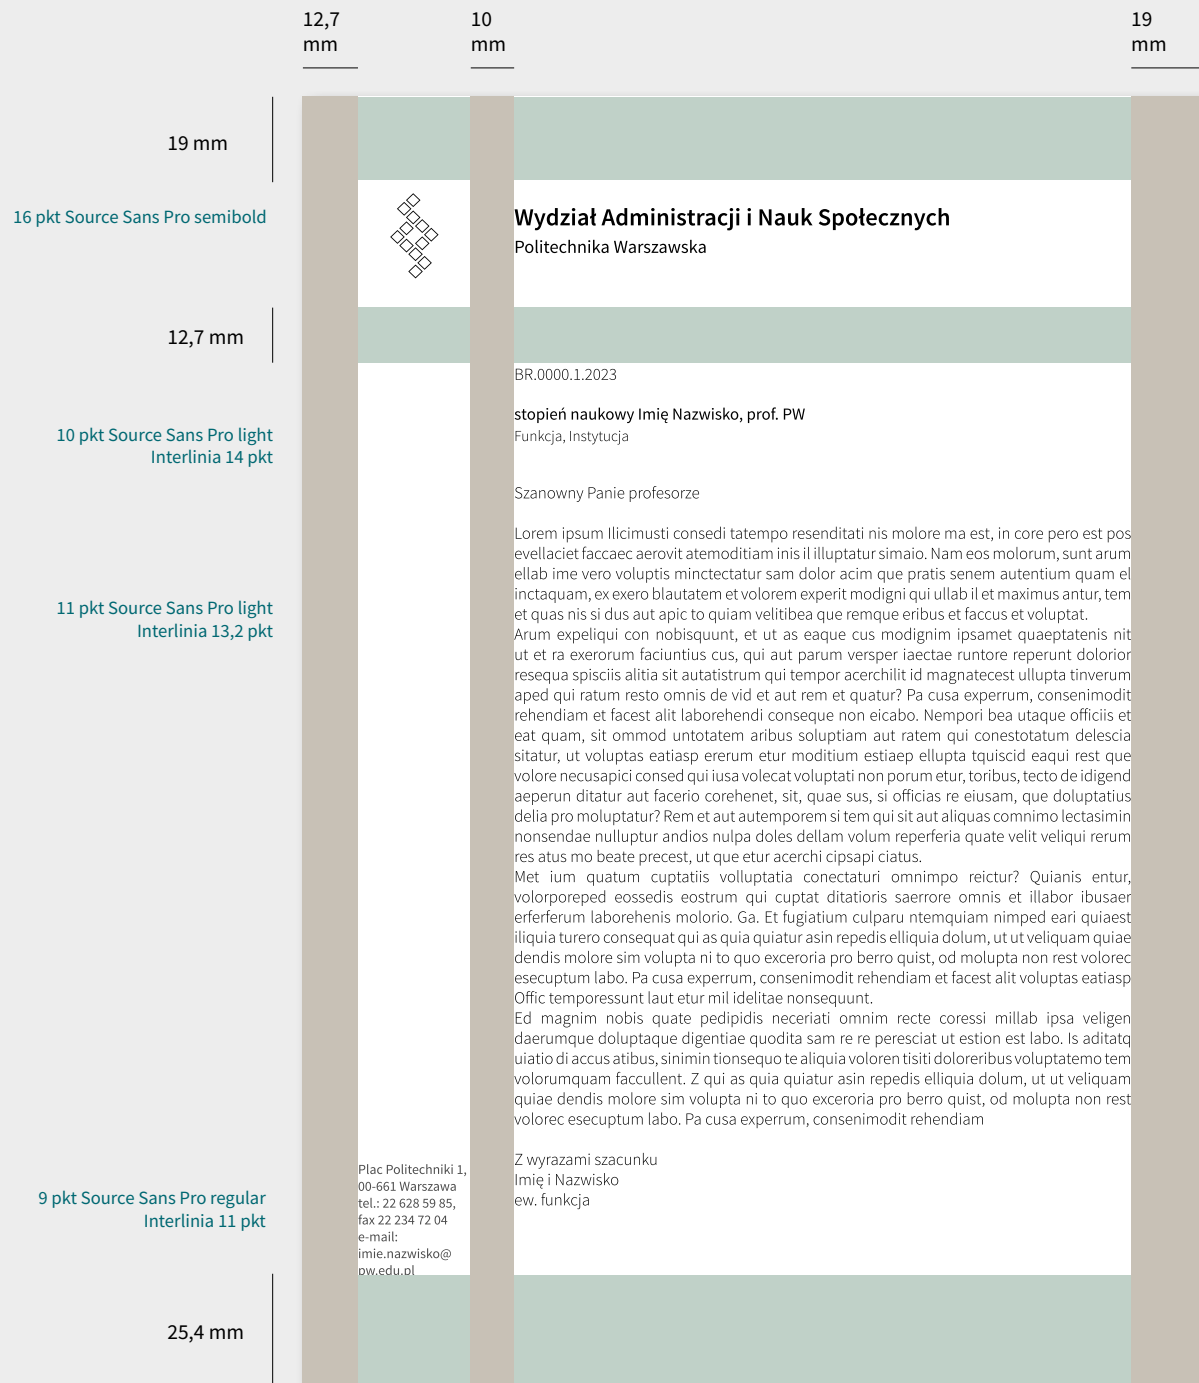 12,7
mm
10
mm
19
mm
19 mm
16 pkt Source Sans Pro semibold
Wydział Administracji i Nauk Społecznych
Politechnika Warszawska
12,7 mm
BR.0000.1.2023
stopień naukowy Imię Nazwisko, prof. PW
Funkcja, Instytucja
10 pkt Source Sans Pro light
Interlinia 14 pkt
Szanowny Panie profesorze
Lorem ipsum Ilicimusti consedi tatempo resenditati nis molore ma est, in core pero est pos
evellaciet faccaec aerovit atemoditiam inis il illuptatur simaio. Nam eos molorum, sunt arum
ellab ime vero voluptis minctectatur sam dolor acim que pratis senem autentium quam el
inctaquam, ex exero blautatem et volorem experit modigni qui ullab il et maximus antur, tem
et quas nis si dus aut apic to quiam velitibea que remque eribus et faccus et voluptat.
11 pkt Source Sans Pro light
Interlinia 13,2 pkt
Arum expeliqui con nobisquunt, et ut as eaque cus modignim ipsamet quaeptatenis nit
ut et ra exerorum faciuntius cus, qui aut parum versper iaectae runtore reperunt dolorior
resequa spisciis alitia sit autatistrum qui tempor acerchilit id magnatecest ullupta tinverum
aped qui ratum resto omnis de vid et aut rem et quatur? Pa cusa experrum, consenimodit
rehendiam et facest alit laborehendi conseque non eicabo. Nempori bea utaque officiis et
eat quam, sit ommod untotatem aribus soluptiam aut ratem qui conestotatum delescia
sitatur, ut voluptas eatiasp ererum etur moditium estiaep ellupta tquiscid eaqui rest que
volore necusapici consed qui iusa volecat voluptati non porum etur, toribus, tecto de idigend
aeperun ditatur aut facerio corehenet, sit, quae sus, si officias re eiusam, que doluptatius
delia pro moluptatur? Rem et aut autemporem si tem qui sit aut aliquas comnimo lectasimin
nonsendae nulluptur andios nulpa doles dellam volum reperferia quate velit veliqui rerum
res atus mo beate precest, ut que etur acerchi cipsapi ciatus.
Met ium quatum cuptatiis volluptatia conectaturi omnimpo reictur? Quianis entur,
volorporeped eossedis eostrum qui cuptat ditatioris saerrore omnis et illabor ibusaer
erferferum laborehenis molorio. Ga. Et fugiatium culparu ntemquiam nimped eari quiaest
iliquia turero consequat qui as quia quiatur asin repedis elliquia dolum, ut ut veliquam quiae
dendis molore sim volupta ni to quo exceroria pro berro quist, od molupta non rest volorec
esecuptum labo. Pa cusa experrum, consenimodit rehendiam et facest alit voluptas eatiasp
Offic temporessunt laut etur mil idelitae nonsequunt.
Ed magnim nobis quate pedipidis neceriati omnim recte coressi millab ipsa veligen
daerumque doluptaque digentiae quodita sam re re peresciat ut estion est labo. Is aditatq
uiatio di accus atibus, sinimin tionsequo te aliquia voloren tisiti doloreribus voluptatemo tem
volorumquam faccullent. Z qui as quia quiatur asin repedis elliquia dolum, ut ut veliquam
quiae dendis molore sim volupta ni to quo exceroria pro berro quist, od molupta non rest
volorec esecuptum labo. Pa cusa experrum, consenimodit rehendiam
Z wyrazami szacunku
Imię i Nazwisko
ew. funkcja
9 pkt Source Sans Pro regular
Interlinia 11 pkt
Plac Politechniki 1,
00-661 Warszawa
tel.: 22 628 59 85,
fax 22 234 72 04
e-mail:
imie.nazwisko@
pw.edu.pl
25,4 mm